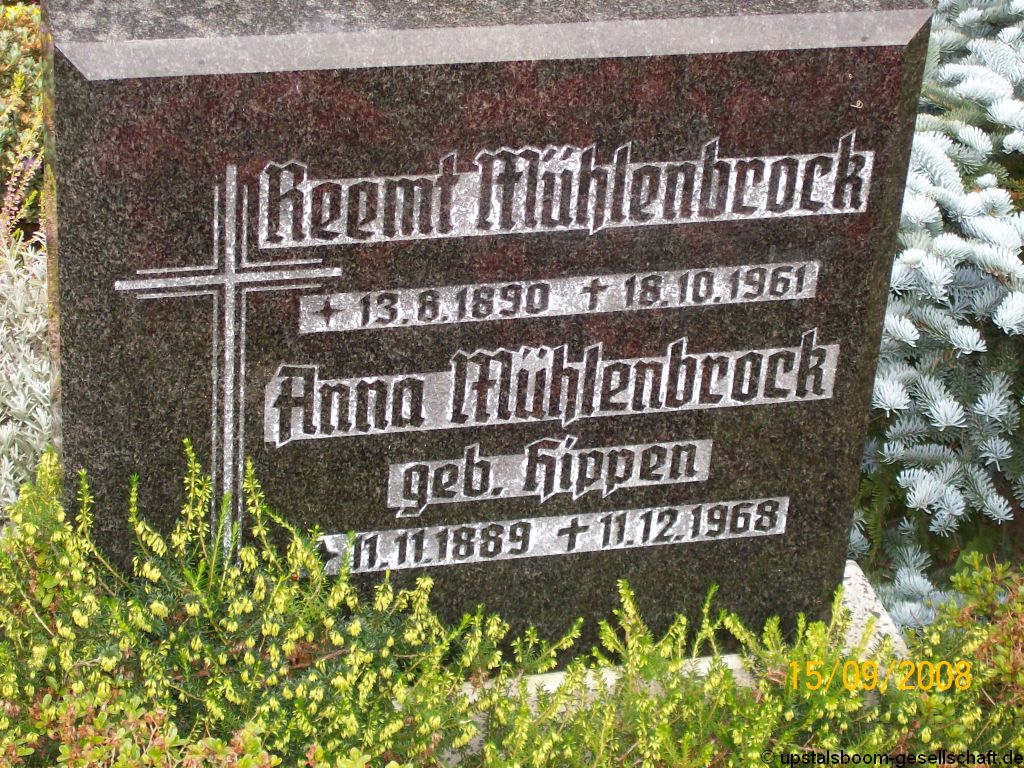 Reemt Mühlenbrock
✦ 13.8.1890 ✝ 18.10.1961
Anna Mühlenbrock
geb. Hippen
✦ 11.11.1889 ✝ 11.12.1968
15/09/2008
© upstalsboom-gesellschaft.de